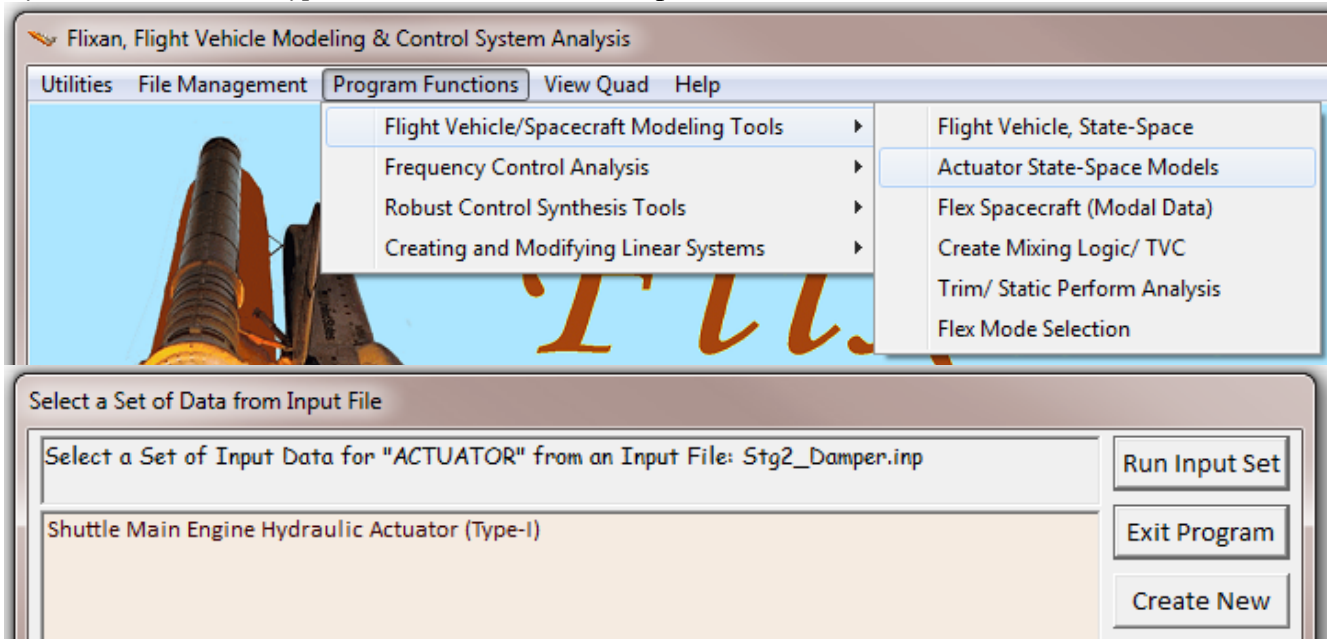 Flixan, Flight Vehicle Modeling & Control System Analysis
Utilities File Management Program Functions View Quad Help
Flight Vehicle/Spacecraft Modeling Tools
Frequency Control Analysis
Robust Control Synthesis Tools
Creating and Modifying Linear Systems
Flight Vehicle, State-Space
Actuator State-Space Models
Flex Spacecraft (Modal Data)
Create Mixing Logic/ TVC
Trim/ Static Perform Analysis
Flex Mode Selection
Select a Set of Data from Input File
Select a Set of Input Data for "ACTUATOR" from an Input File: Stg2_Damper.inp
Run Input Set
Shuttle Main Engine Hydraulic Actuator (Type-I)
Exit Program
Create New